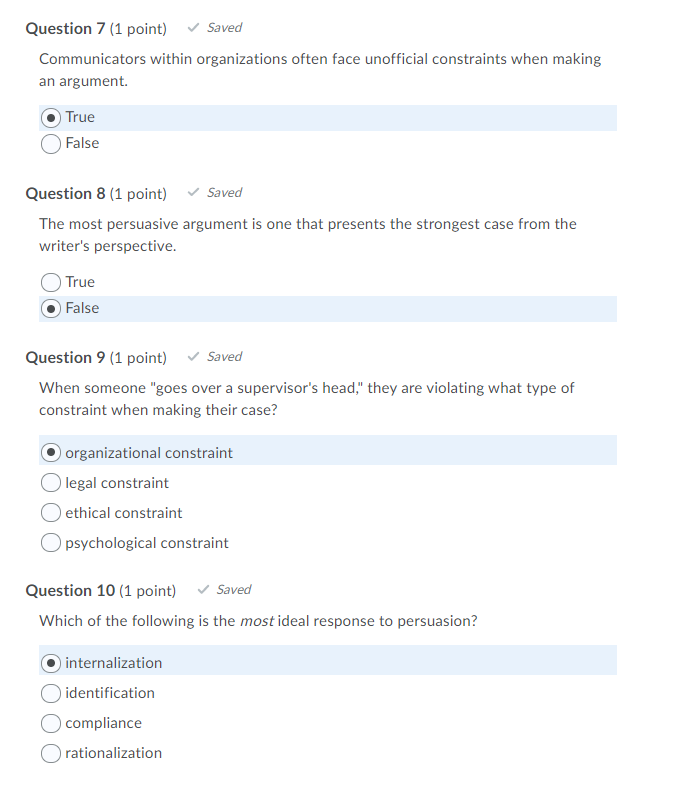 Question 7 (1 point) ✓ Saved
Communicators within organizations often face unofficial constraints when making
an argument.
True
False
Question 8 (1 point) ✓ Saved
The most persuasive argument is one that presents the strongest case from the
writer's perspective.
True
False
Question 9 (1 point) ✓ Saved
When someone "goes over a supervisor's head," they are violating what type of
constraint when making their case?
organizational constraint
legal constraint
ethical constraint
psychological constraint
Question 10 (1 point) ✓ Saved
Which of the following is the most ideal response to persuasion?
internalization
identification
compliance
rationalization